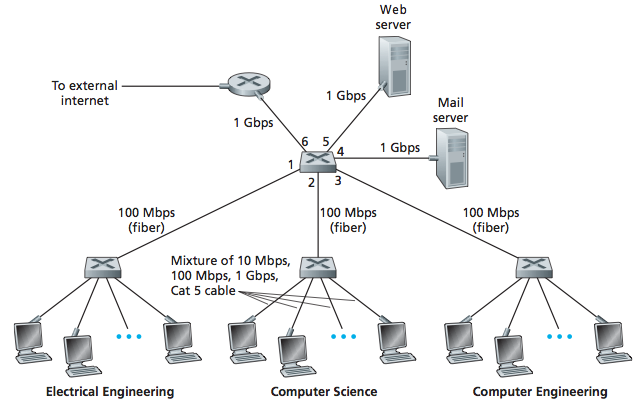 Web
server
To external
internet
1 Gbps
Mail
server
1 Gbps
6 5
4
1 Gbps
1
2
3
100 Mbps
(fiber)
100 Mbps
(fiber)
100 Mbps
(fiber)
Mixture of 10 Mbps,
100 Mbps, 1 Gbps,
Cat 5 cable
Electrical Engineering
Computer Science
Computer Engineering